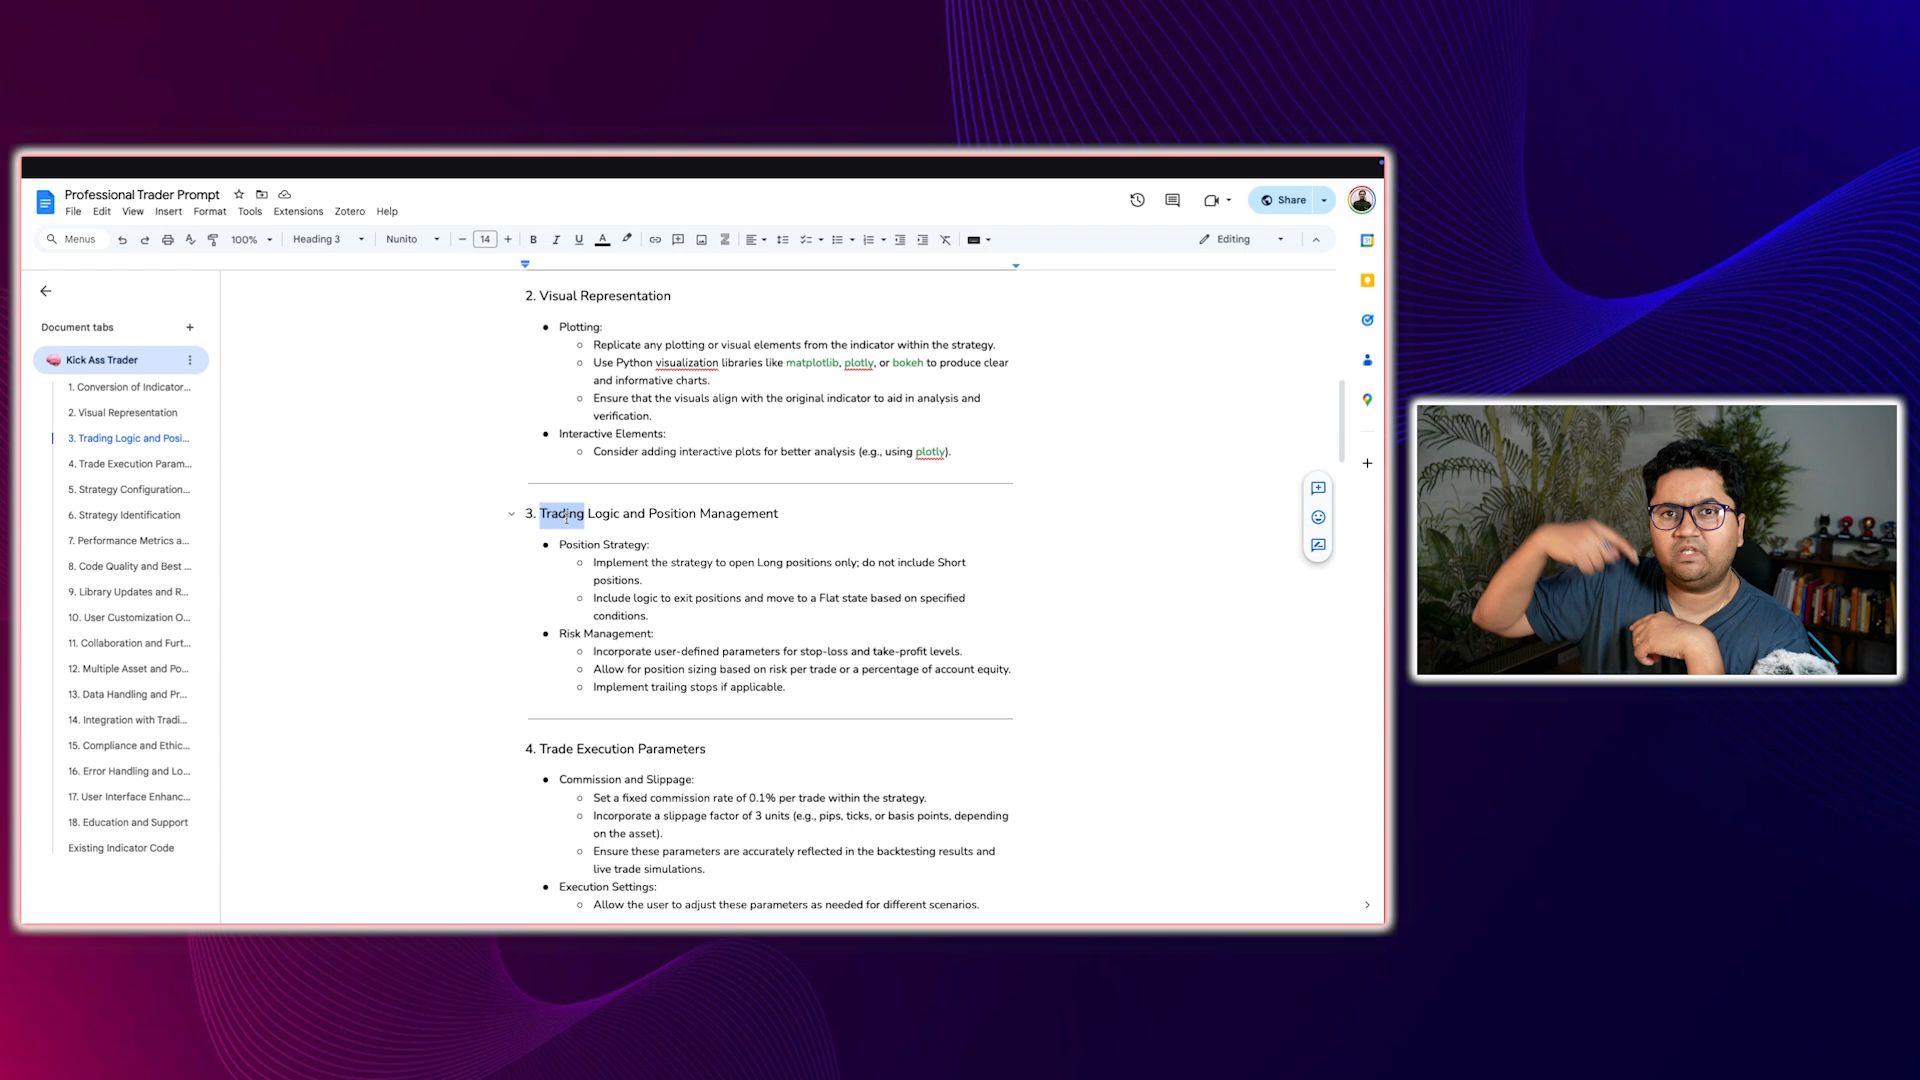 Professional Trader Prompt
File Edit View Insert Format Tools Extensions Zotero Help
Share
Menus 100% Heading 3 Nunito − 14 + B I U A Editing
Document tabs +
Kick Ass Trader
1. Conversion of Indicator...
2. Visual Representation
3. Trading Logic and Posi...
4. Trade Execution Param...
5. Strategy Configuration...
6. Strategy Identification
7. Performance Metrics a...
8. Code Quality and Best ...
9. Library Updates and R...
10. User Customization O...
11. Collaboration and Furt...
12. Multiple Asset and Po...
13. Data Handling and Pr...
14. Integration with Tradi...
15. Compliance and Ethic...
16. Error Handling and Lo...
17. User Interface Enhanc...
18. Education and Support
Existing Indicator Code
2. Visual Representation
● Plotting:
○ Replicate any plotting or visual elements from the indicator within the strategy.
○ Use Python visualization libraries like matplotlib, plotly, or bokeh to produce clear
and informative charts.
○ Ensure that the visuals align with the original indicator to aid in analysis and
verification.
● Interactive Elements:
○ Consider adding interactive plots for better analysis (e.g., using plotly).
3. Trading Logic and Position Management
● Position Strategy:
○ Implement the strategy to open Long positions only; do not include Short
positions.
○ Include logic to exit positions and move to a Flat state based on specified
conditions.
● Risk Management:
○ Incorporate user-defined parameters for stop-loss and take-profit levels.
○ Allow for position sizing based on risk per trade or a percentage of account equity.
○ Implement trailing stops if applicable.
4. Trade Execution Parameters
● Commission and Slippage:
○ Set a fixed commission rate of 0.1% per trade within the strategy.
○ Incorporate a slippage factor of 3 units (e.g., pips, ticks, or basis points, depending
on the asset).
○ Ensure these parameters are accurately reflected in the backtesting results and
live trade simulations.
● Execution Settings:
○ Allow the user to adjust these parameters as needed for different scenarios.